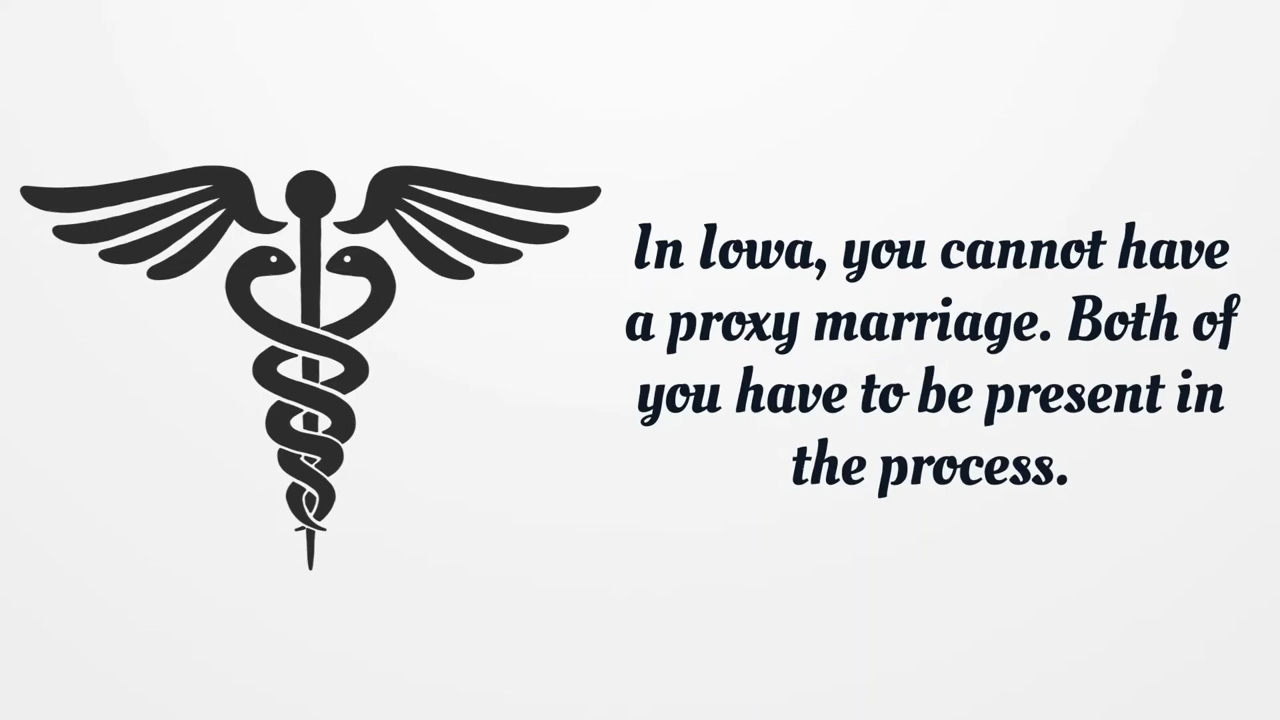 In Iowa, you cannot have
a proxy marriage. Both of
you have to be present in
the process.